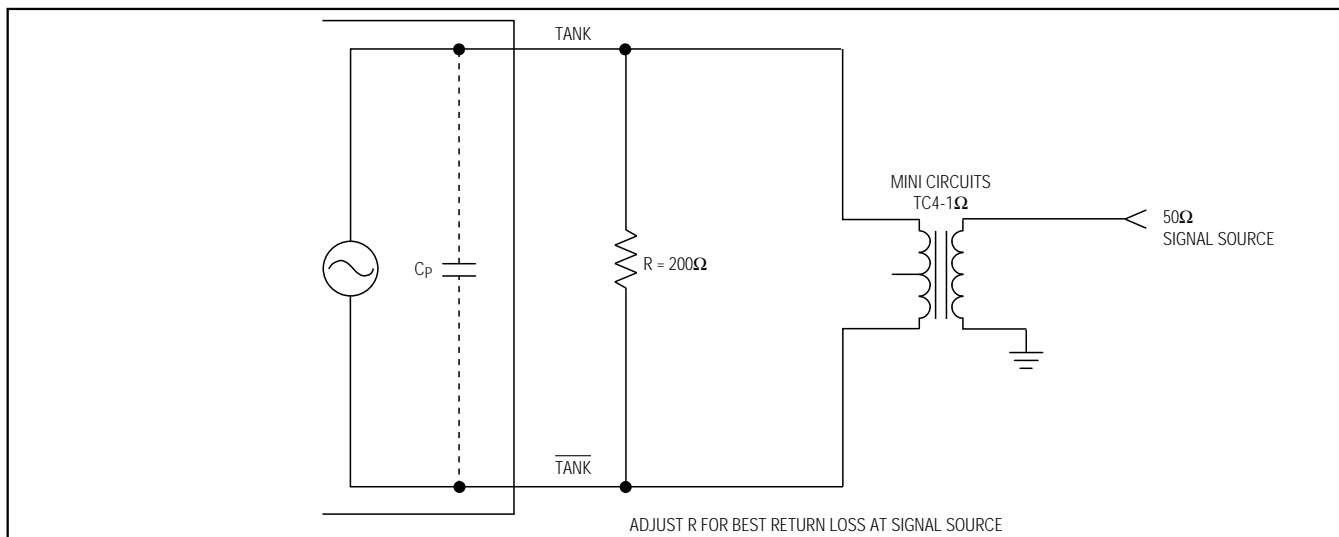 TANK
MINI CIRCUITS
TC4-1Ω
50Ω
SIGNAL SOURCE
CP
R = 200Ω
TANK
ADJUST R FOR BEST RETURN LOSS AT SIGNAL SOURCE